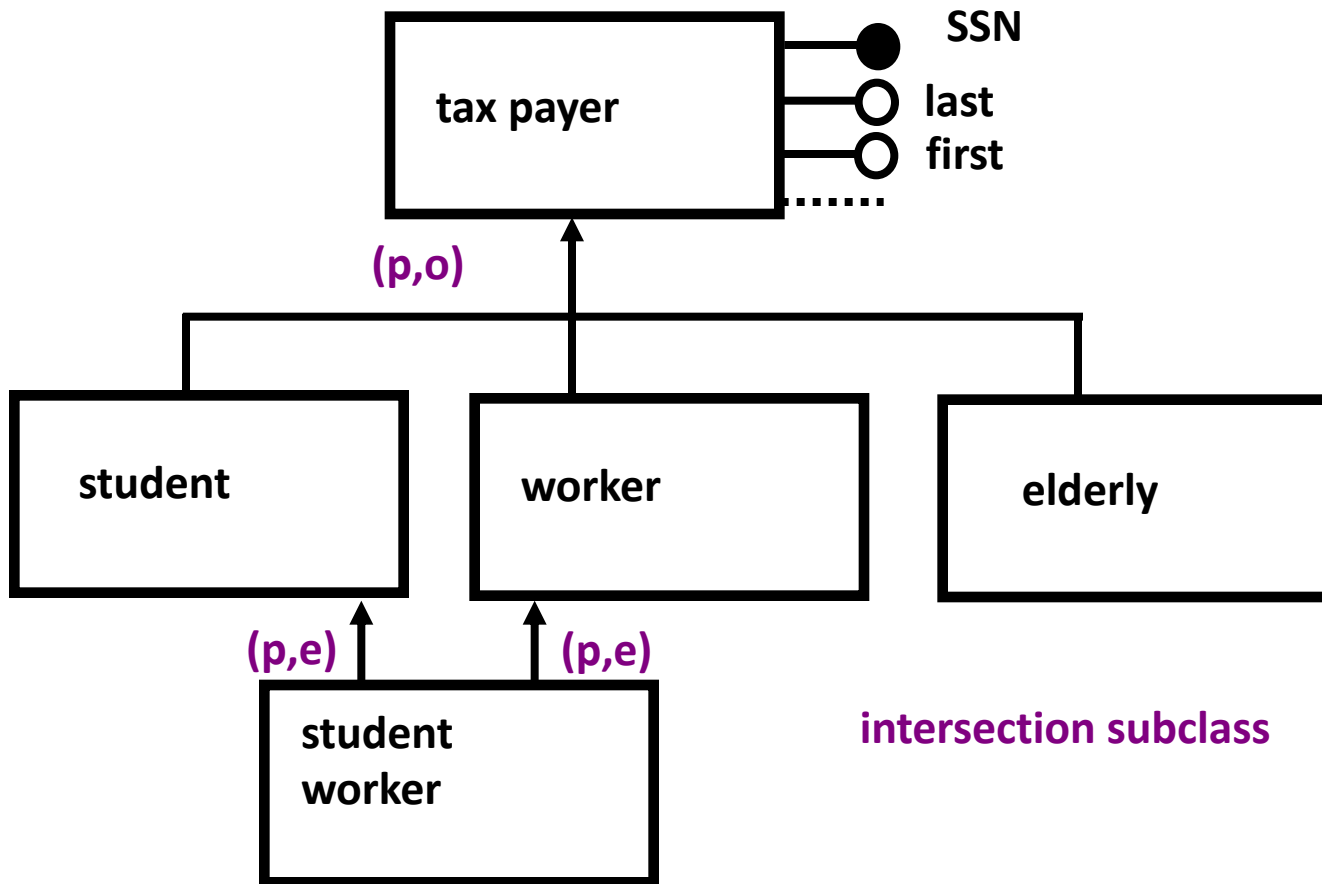 SSN
tax payer
last
first
(p,o)
student
worker
elderly
(p,e)
(p,e)
student
worker
intersection subclass